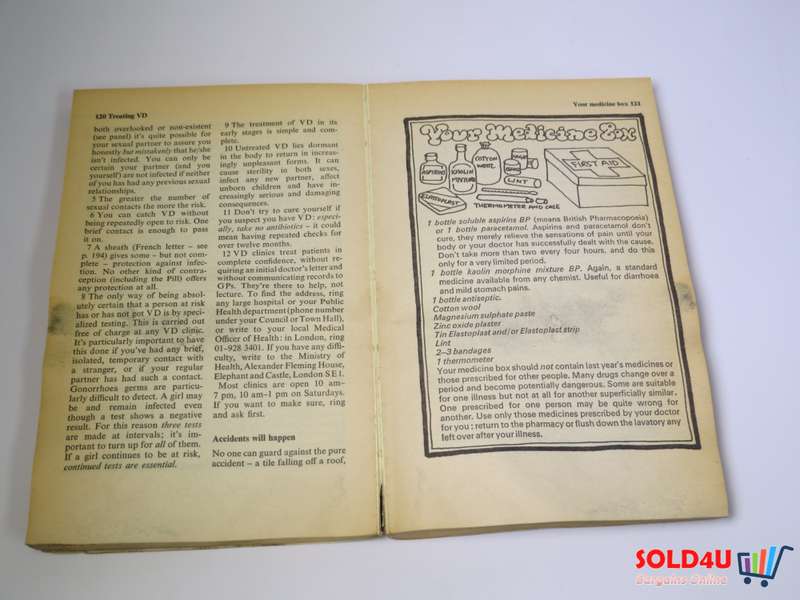 120 Treating VD
both overlooked or non-existent
(see panel) it's quite possible for
your sexual partner to assure you
honestly but mistakenly that he/she
isn't infected. You can only be
certain your partner (and you
yourself) are not infected if neither
of you has had any previous sexual
relationships.
5 The greater the number of
sexual contacts the more the risk.
6 You can catch VD without
being repeatedly open to risk. One
chance contact is enough to pass
it on.
7 A sheath (French letter – see
p. 194) gives some – but not com-
plete – protection against infec-
tion. No other kind of contra-
ception (including the Pill) offers
any protection at all.
8 The only way of being absol-
utely certain that a person at risk
has or has not got VD is by speci-
alized testing. This is carried out
free of charge at any VD clinic.
It's particularly important to have
this done if you've had any brief,
isolated, temporary contact with
a stranger, or if your regular
partner has had such a contact.
Gonorrhoea germs are particu-
larly difficult to detect. A girl may
be and remain infected even
though a test shows a negative
result. For this reason three tests
are made at intervals; it's im-
portant to turn up for all of them.
If a girl continues to be at risk,
continued tests are essential.
9 The treatment of VD in its
early stages is simple and com-
plete.
10 Untreated VD lies dormant
in the body to return in increas-
ingly unpleasant forms. It can
cause sterility in both sexes,
infect any new partner, affect
unborn children and have in-
creasingly serious and damaging
consequences.
11 Don't try to cure yourself if
you suspect you have VD: especi-
ally, take no antibiotics – it could
mean having repeated checks for
over twelve months.
12 VD clinics treat patients in
complete confidence, without re-
quiring an initial doctor's letter and
without communicating records to
GPs. They're there to help, not
lecture. To find the address, ring
any large hospital or your Public
Health department (phone number
under your Council or Town Hall),
or write to your local Medical
Officer of Health: in London, ring
01-928 3401. If you have any diffi-
culty, write to the Ministry of
Health, Alexander Fleming House,
Elephant and Castle, London SE1.
Most clinics are open 10 am–
7 pm, 10 am–1 pm on Saturdays.
If you want to make sure, ring
and ask first.
Accidents will happen
No one can guard against the pure
accident – a tile falling off a roof,
Your medicine box 121
Your Medicine Box
ASPIRINS
KAOLIN
MIXTURE
COTTON
WOOL
LINT
FIRST AID
ELASTOPLAST
THERMOMETER AND CASE
1 bottle soluble aspirins BP (means British Pharmacoposia)
or 1 bottle paracetamol. Aspirins and paracetamol don't
cure, they merely relieve the sensations of pain until your
body or your doctor has successfully dealt with the cause.
Don't take more than two every four hours, and do this
only for a very limited period.
1 bottle kaolin morphine mixture BP. Again, a standard
medicine available from any chemist. Useful for diarrhoea
and mild stomach pains.
1 bottle antiseptic.
Cotton wool
Magnesium sulphate paste
Zinc oxide plaster
Tin Elastoplast and/or Elastoplast strip
Lint
2–3 bandages
1 thermometer
Your medicine box should not contain last year's medicines or
those prescribed for other people. Many drugs change over a
period and become potentially dangerous. Some are suitable
for one illness but not at all for another superficially similar.
One prescribed for one person may be quite wrong for
another. Use only those medicines prescribed by your doctor
for you: return to the pharmacy or flush down the lavatory any
left over after your illness.
SOLD4U
Bargains Online